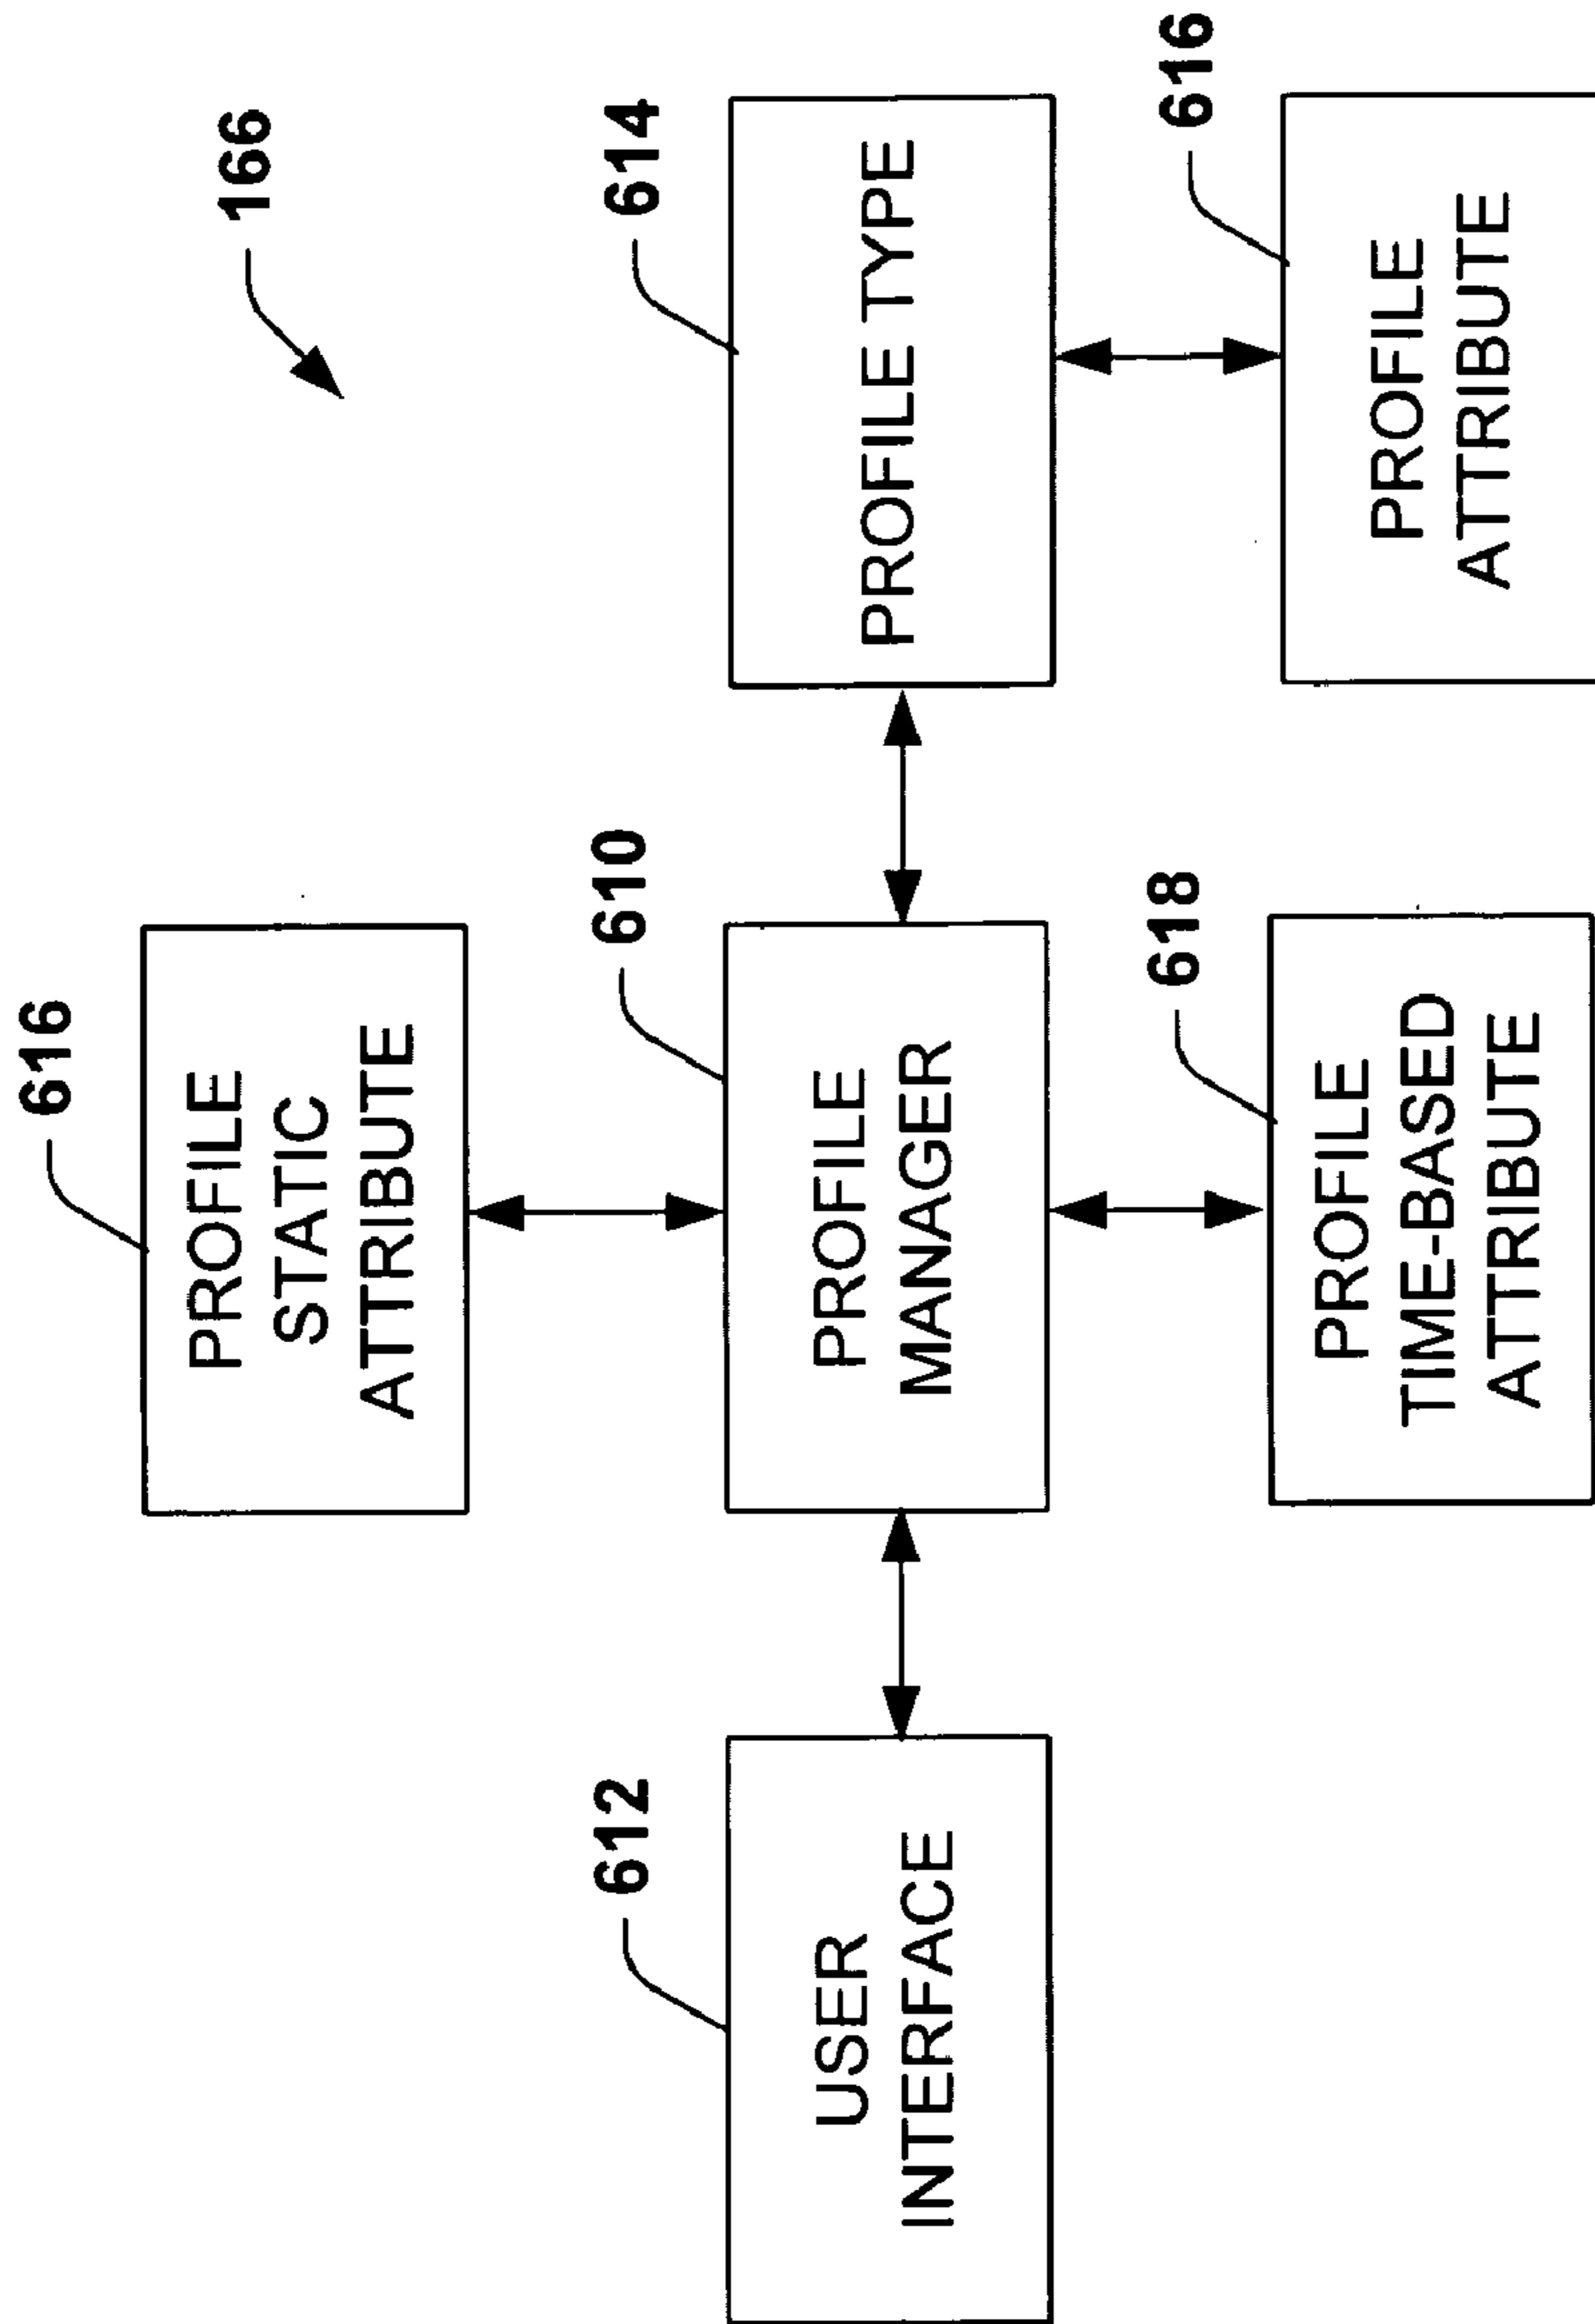 166
616
PROFILE
STATIC
ATTRIBUTE
612
USER
INTERFACE
610
PROFILE
MANAGER
614
PROFILE TYPE
618
PROFILE
TIME-BASED
ATTRIBUTE
616
PROFILE
ATTRIBUTE